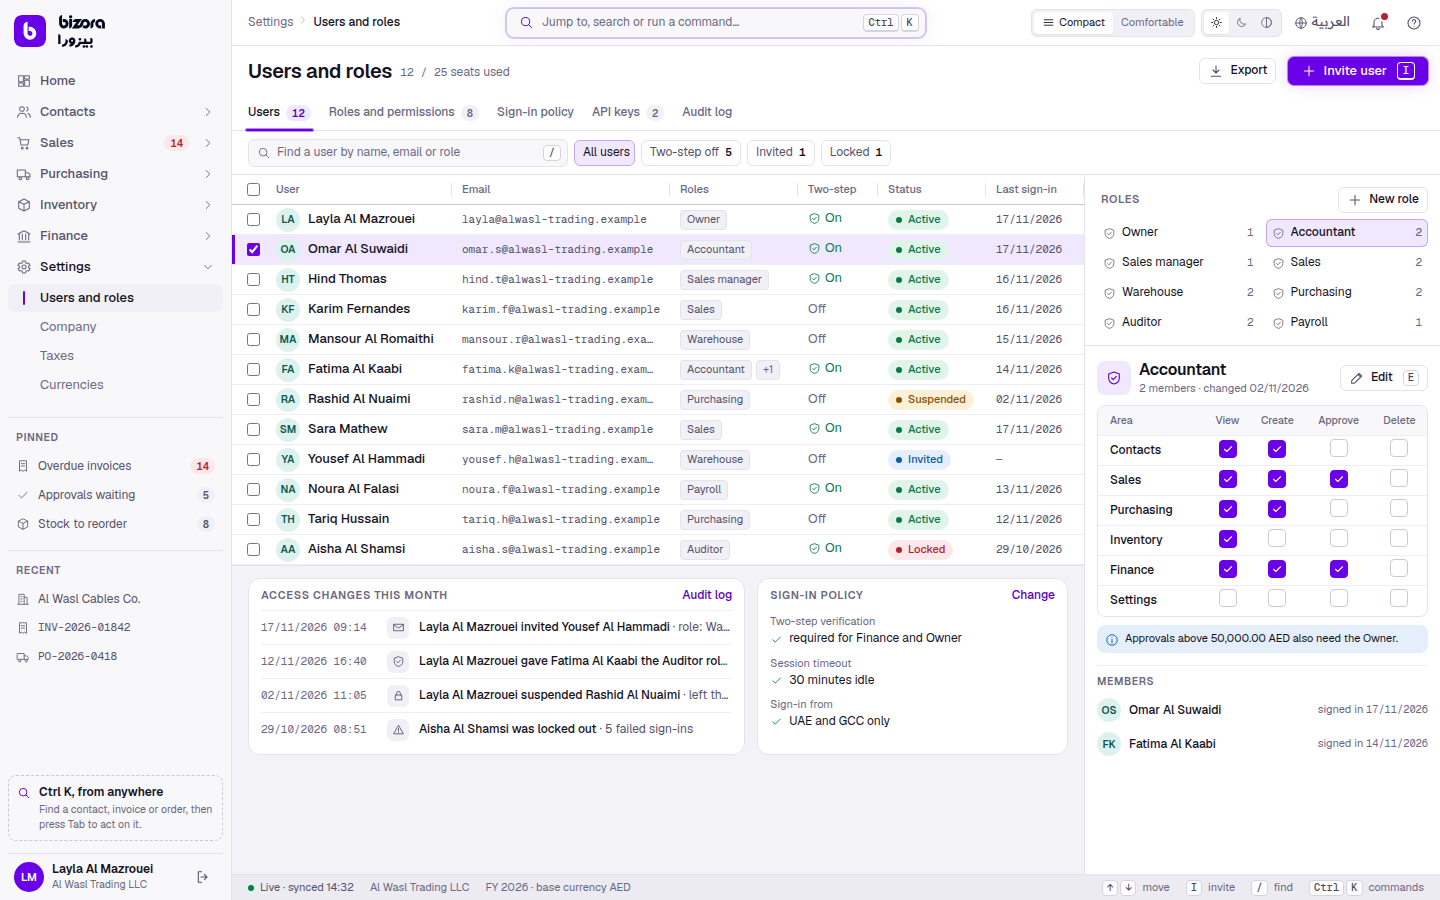 bizora
بيزورا
Settings
Users and roles
Jump to, search or run a command...
Ctrl K
Compact
Comfortable
العربية
Home
Contacts
Sales
14
Purchasing
Inventory
Finance
Settings
Users and roles
Company
Taxes
Currencies
PINNED
Overdue invoices
14
Approvals waiting
5
Stock to reorder
8
RECENT
Al Wasl Cables Co.
INV-2026-01842
PO-2026-0418
Ctrl K, from anywhere
Find a contact, invoice or order, then
press Tab to act on it.
LM
Layla Al Mazrouei
Al Wasl Trading LLC
Users and roles
12 / 25 seats used
Export
Invite user I
Users 12
Roles and permissions 8
Sign-in policy
API keys 2
Audit log
Find a user by name, email or role
/
All users
Two-step off 5
Invited 1
Locked 1
User Email Roles Two-step Status Last sign-in
LA Layla Al Mazrouei layla@alwasl-trading.example Owner On Active 17/11/2026
OA Omar Al Suwaidi omar.s@alwasl-trading.example Accountant On Active 17/11/2026
HT Hind Thomas hind.t@alwasl-trading.example Sales manager On Active 16/11/2026
KF Karim Fernandes karim.f@alwasl-trading.example Sales Off Active 16/11/2026
MA Mansour Al Romaithi mansour.r@alwasl-trading.exa… Warehouse Off Active 15/11/2026
FA Fatima Al Kaabi fatima.k@alwasl-trading.exam… Accountant +1 On Active 14/11/2026
RA Rashid Al Nuaimi rashid.n@alwasl-trading.exam… Purchasing Off Suspended 02/11/2026
SM Sara Mathew sara.m@alwasl-trading.example Sales On Active 17/11/2026
YA Yousef Al Hammadi yousef.h@alwasl-trading.exam… Warehouse Off Invited –
NA Noura Al Falasi noura.f@alwasl-trading.example Payroll On Active 13/11/2026
TH Tariq Hussain tariq.h@alwasl-trading.example Purchasing Off Active 12/11/2026
AA Aisha Al Shamsi aisha.s@alwasl-trading.example Auditor On Locked 29/10/2026
ACCESS CHANGES THIS MONTH
Audit log
17/11/2026 09:14 Layla Al Mazrouei invited Yousef Al Hammadi · role: Wa…
12/11/2026 16:40 Layla Al Mazrouei gave Fatima Al Kaabi the Auditor rol…
02/11/2026 11:05 Layla Al Mazrouei suspended Rashid Al Nuaimi · left th…
29/10/2026 08:51 Aisha Al Shamsi was locked out · 5 failed sign-ins
SIGN-IN POLICY
Change
Two-step verification
required for Finance and Owner
Session timeout
30 minutes idle
Sign-in from
UAE and GCC only
ROLES
New role
Owner 1
Accountant 2
Sales manager 1
Sales 2
Warehouse 2
Purchasing 2
Auditor 2
Payroll 1
Accountant
2 members · changed 02/11/2026
Edit E
Area View Create Approve Delete
Contacts
Sales
Purchasing
Inventory
Finance
Settings
Approvals above 50,000.00 AED also need the Owner.
MEMBERS
OS Omar Al Suwaidi signed in 17/11/2026
FK Fatima Al Kaabi signed in 14/11/2026
Live · synced 14:32
Al Wasl Trading LLC
FY 2026 · base currency AED
↑ ↓ move
I invite
/ find
Ctrl K commands